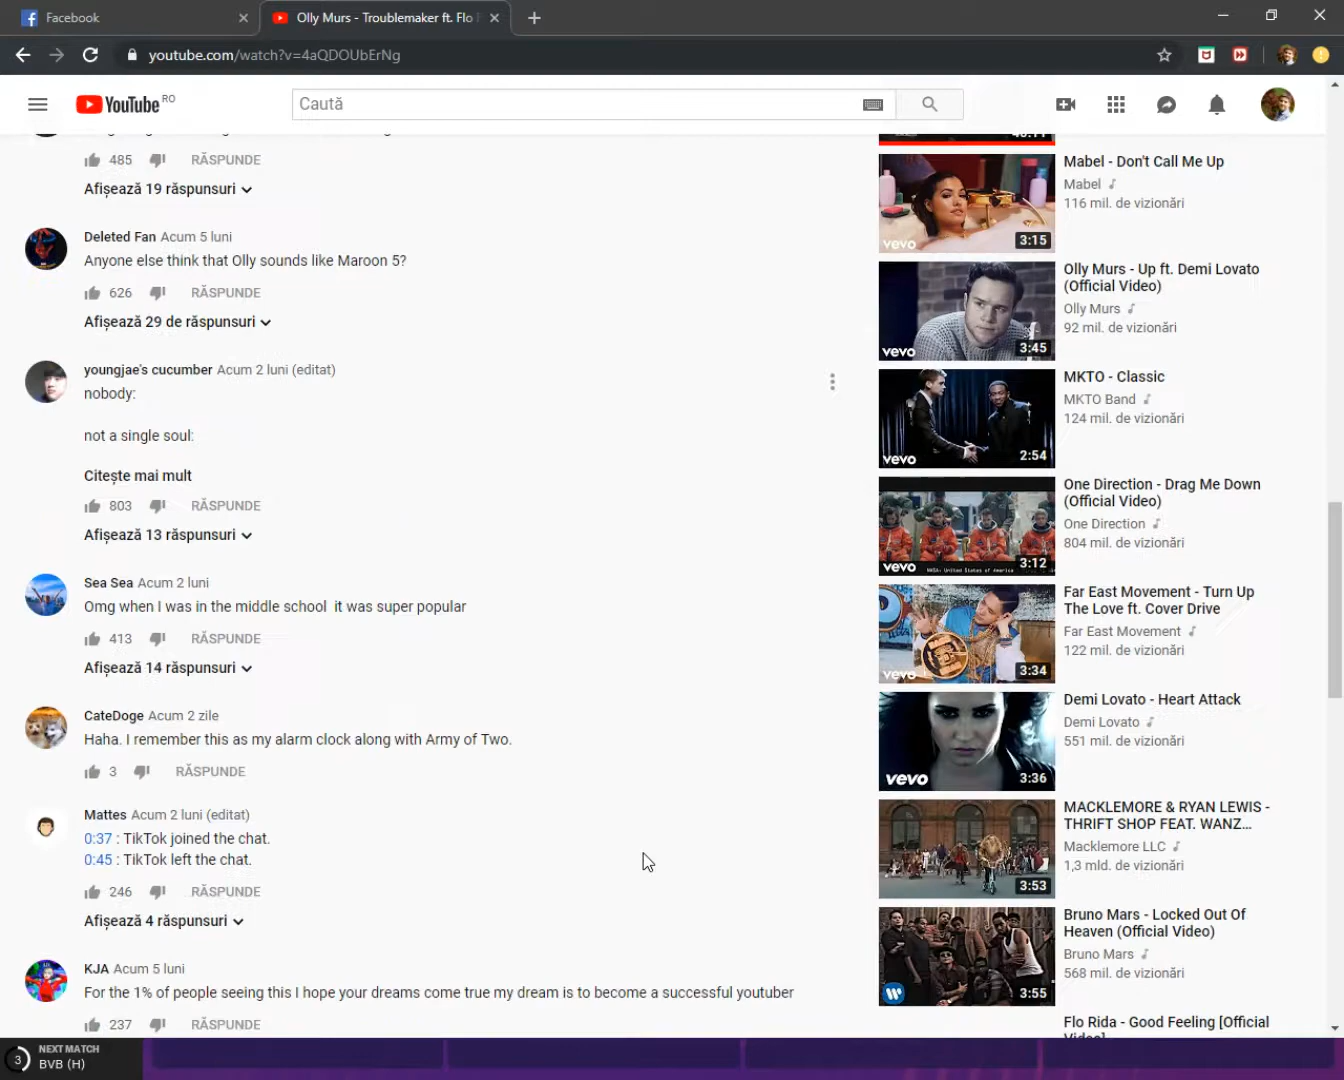 Facebook
Olly Murs - Troublemaker ft. Flo
youtube.com/watch?v=4aQDOUbErNg
YouTube RO
Caută
485
RĂSPUNDE
Afișează 19 răspunsuri
Deleted Fan Acum 5 luni
Anyone else think that Olly sounds like Maroon 5?
626
RĂSPUNDE
Afișează 29 de răspunsuri
youngjae's cucumber Acum 2 luni (editat)
nobody:
not a single soul:
Citește mai mult
803
RĂSPUNDE
Afișează 13 răspunsuri
Sea Sea Acum 2 luni
Omg when I was in the middle school it was super popular
413
RĂSPUNDE
Afișează 14 răspunsuri
CateDoge Acum 2 zile
Haha. I remember this as my alarm clock along with Army of Two.
3
RĂSPUNDE
Mattes Acum 2 luni (editat)
0:37 : TikTok joined the chat.
0:45 : TikTok left the chat.
246
RĂSPUNDE
Afișează 4 răspunsuri
KJA Acum 5 luni
For the 1% of people seeing this I hope your dreams come true my dream is to become a successful youtuber
237
RĂSPUNDE
Mabel - Don't Call Me Up
Mabel
116 mil. de vizionări
vevo
3:15
Olly Murs - Up ft. Demi Lovato
(Official Video)
Olly Murs
92 mil. de vizionări
vevo
3:45
MKTO - Classic
MKTO Band
124 mil. de vizionări
vevo
2:54
One Direction - Drag Me Down
(Official Video)
One Direction
804 mil. de vizionări
vevo
NASA: United States of America
3:12
Far East Movement - Turn Up
The Love ft. Cover Drive
Far East Movement
122 mil. de vizionări
vevo
3:34
Demi Lovato - Heart Attack
Demi Lovato
551 mil. de vizionări
vevo
3:36
MACKLEMORE & RYAN LEWIS -
THRIFT SHOP FEAT. WANZ...
Macklemore LLC
1,3 mld. de vizionări
3:53
Bruno Mars - Locked Out Of
Heaven (Official Video)
Bruno Mars
568 mil. de vizionări
3:55
Flo Rida - Good Feeling [Official
3
NEXT MATCH
BVB (H)